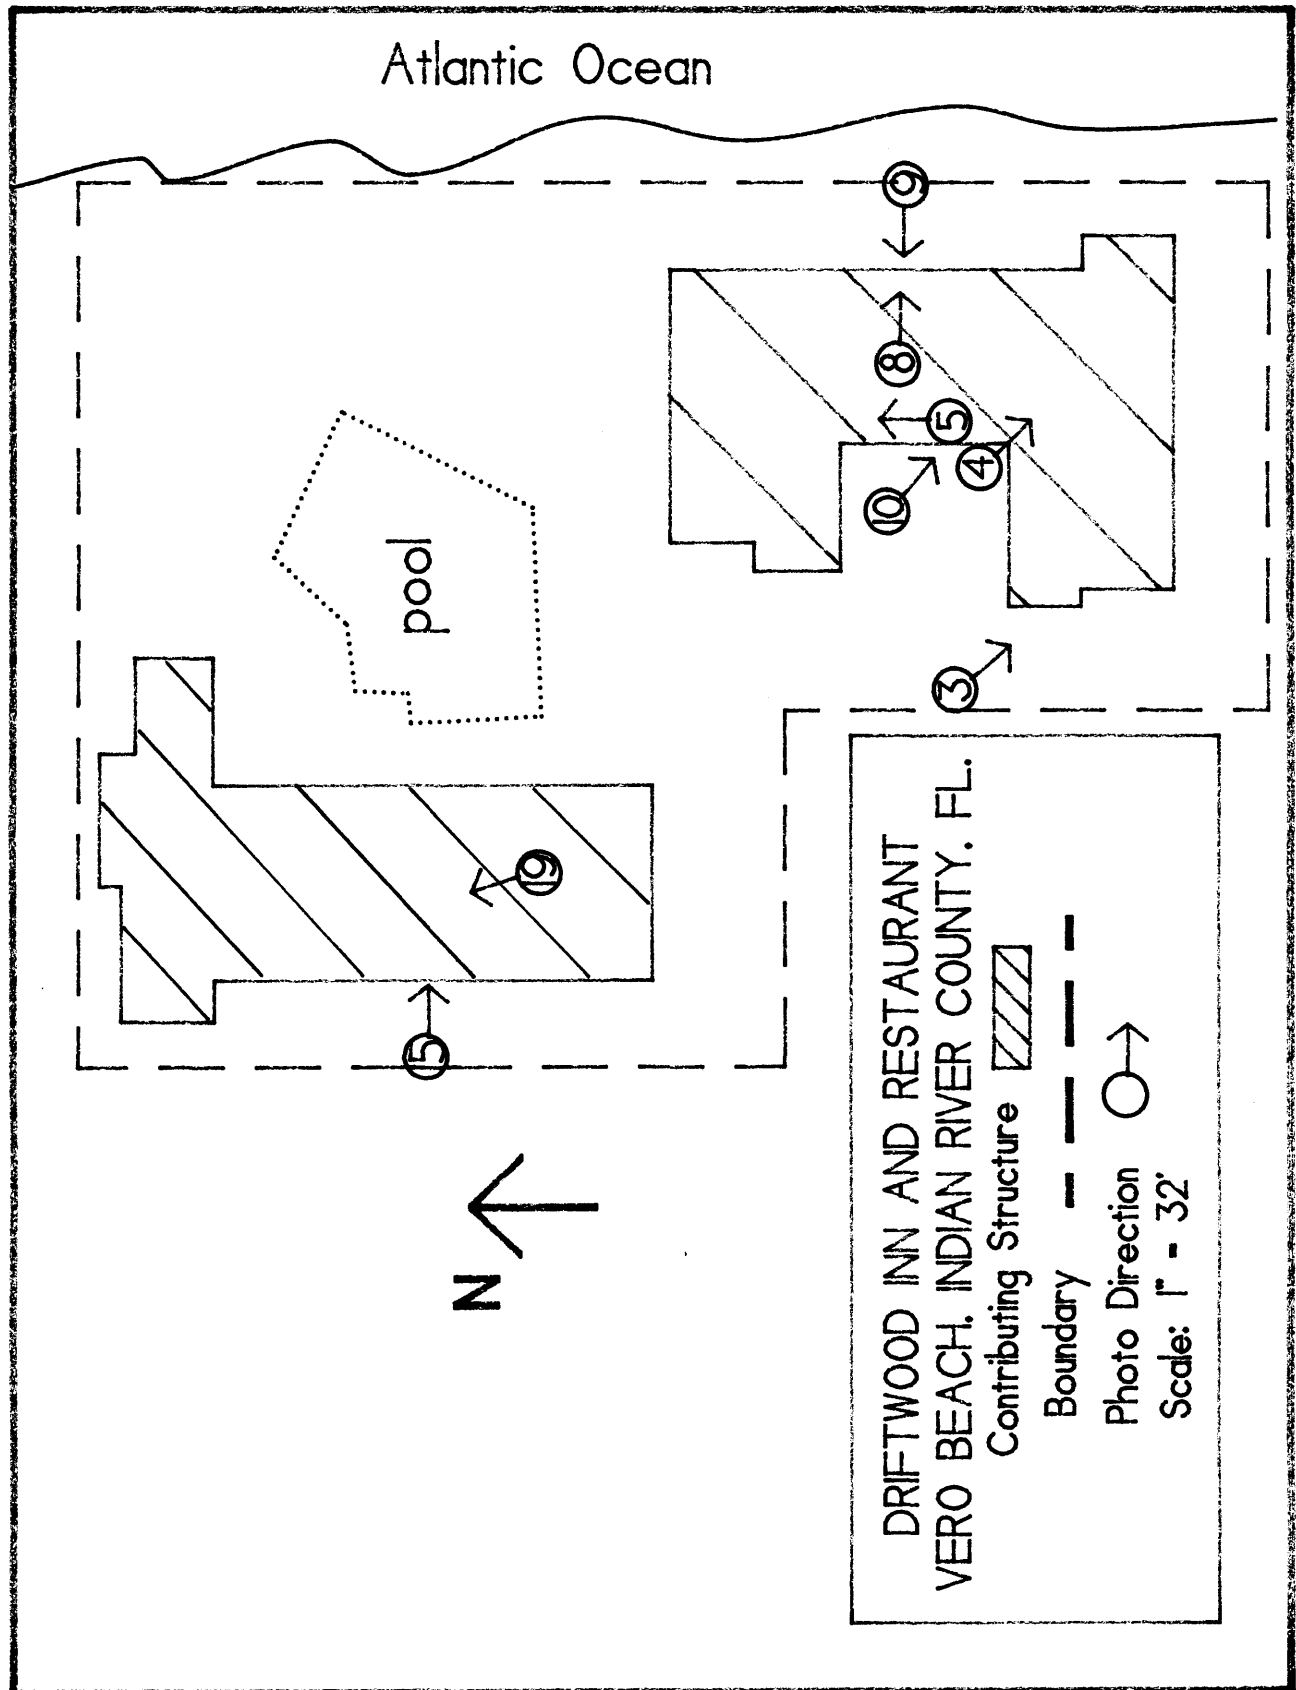 Atlantic Ocean
9
8
5
4
10
3
pool
19
15
N
DRIFTWOOD INN AND RESTAURANT
VERO BEACH, INDIAN RIVER COUNTY. FL.
Contributing Structure
Boundary
Photo Direction
Scale: 1" - 32'